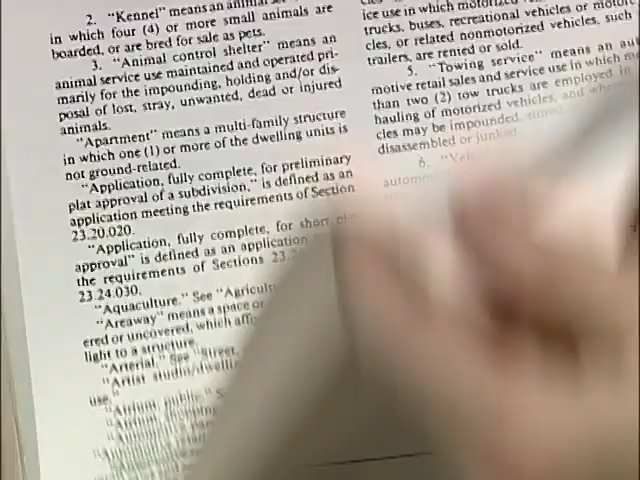 2. "Kennel" means an animal
in which four (4) or more small animals are
boarded, or are bred for sale as pets.
3. "Animal control shelter" means an
animal service use maintained and operated pri-
marily for the impounding, holding and/or dis-
posal of lost, stray, unwanted, dead or injured
animals.
"Apartment" means a multi-family structure
in which one (1) or more of the dwelling units is
not ground-related.
"Application, fully complete, for preliminary
plat approval of a subdivision," is defined as an
application meeting the requirements of Section
23.20.020.
"Application, fully complete, for short
approval" is defined as an application
the requirements of Sections 23.2
23.24.030.
"Aquaculture." See "Agricult
"Areaway" means a space or
ered or uncovered, which affo
light to a structure.
"Arterial." See "Street,
"Artist studio/dwelli
use."
ice use in which motorized
trucks, buses, recreational vehicles or motor
cles, or related nonmotorized vehicles, such
trailers, are rented or sold.
5. "Towing service" means an aut
motive retail sales and service use in which m
than two (2) tow trucks are employed in
hauling of motorized vehicles, and whe
cles may be impounded, stored
disassembled or junked.
6. "Veh
automo